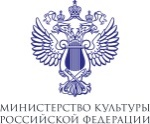 МИНИСТЕРСТВО КУЛЬТУРЫ
РОССИЙСКОЙ ФЕДЕРАЦИИ